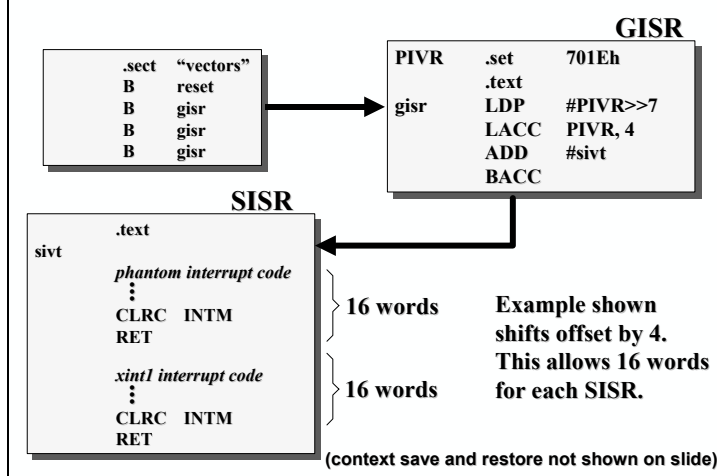 GISR
.sect “vectors”
B reset
B gisr
B gisr
B gisr
PIVR .set 701Eh
.text
gisr LDP #PIVR>>7
LACC PIVR, 4
ADD #sivt
BACC
SISR
.text
sivt
phantom interrupt code
CLRC INTM
RET
16 words
xint1 interrupt code
CLRC INTM
RET
16 words
Example shown
shifts offset by 4.
This allows 16 words
for each SISR.
(context save and restore not shown on slide)